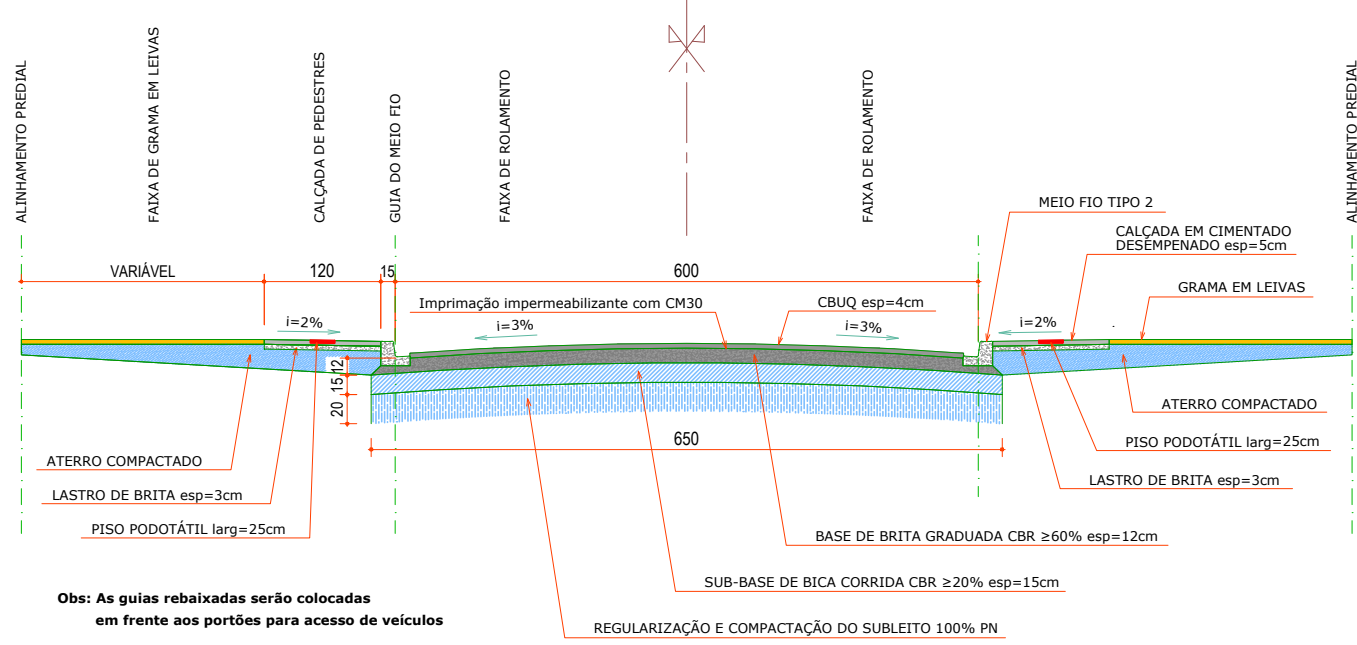 ALINHAMENTO PREDIAL
FAIXA DE GRAMA EM LEIVAS
CALÇADA DE PEDESTRES
GUIA DO MEIO FIO
FAIXA DE ROLAMENTO
FAIXA DE ROLAMENTO
ALINHAMENTO PREDIAL
MEIO FIO TIPO 2
CALÇADA EM CIMENTADO
DESEMPENADO esp=5cm
VARIÁVEL
120
15
600
GRAMA EM LEIVAS
Imprimação impermeabilizante com CM30
CBUQ esp=4cm
i=2%
i=3%
i=3%
i=2%
12
15
20
650
ATERRO COMPACTADO
LASTRO DE BRITA esp=3cm
PISO PODOTÁTIL larg=25cm
ATERRO COMPACTADO
PISO PODOTÁTIL larg=25cm
LASTRO DE BRITA esp=3cm
BASE DE BRITA GRADUADA CBR ≥60% esp=12cm
SUB-BASE DE BICA CORRIDA CBR ≥20% esp=15cm
REGULARIZAÇÃO E COMPACTAÇÃO DO SUBLEITO 100% PN
Obs: As guias rebaixadas serão colocadas
em frente aos portões para acesso de veículos